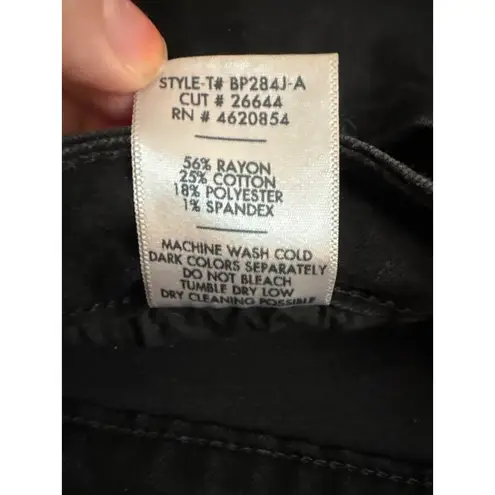 STYLE-T# BP284J-A
CUT # 26644
RN # 4620854
56% RAYON
25% COTTON
18% POLYESTER
1% SPANDEX
MACHINE WASH COLD
DARK COLORS SEPARATELY
DO NOT BLEACH
TUMBLE DRY LOW
DRY CLEANING POSSIBLE